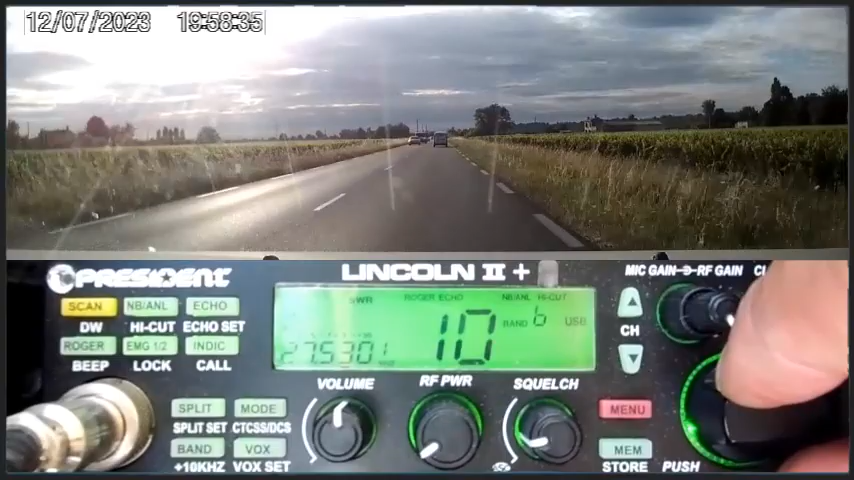 12/07/2023 19:58:35
PRESIDENT LINCOLN II + MIC GAIN RF GAIN
SCAN NB/ANL ECHO
DW HI-CUT ECHO SET
ROGER EMG 1/2 INDIC
BEEP LOCK CALL
SWR ROGER ECHO NB/ANL HI-CUT
10 BAND b USB
27.5301
CH
VOLUME RF PWR SQUELCH
SPLIT MODE
SPLIT SET CTCSS/DCS
BAND VOX
+10KHZ VOX SET
MENU
MEM
STORE PUSH